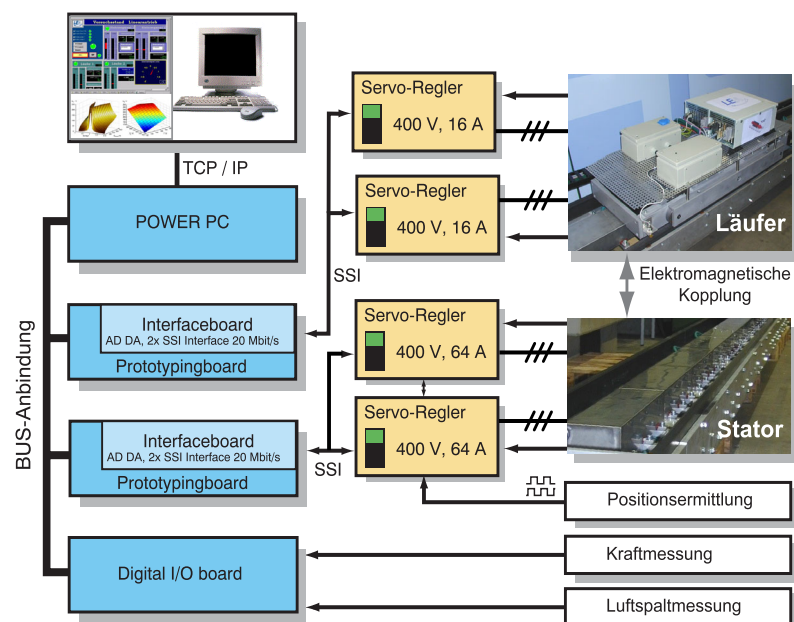 Versuchsstand Linearantrieb
TCP / IP
POWER PC
BUS-Anbindung
Interfaceboard
AD DA, 2x SSI Interface 20 Mbit/s
Prototypingboard
Interfaceboard
AD DA, 2x SSI Interface 20 Mbit/s
Prototypingboard
Digital I/O board
SSI
SSI
Servo-Regler
400 V, 16 A
Servo-Regler
400 V, 16 A
Servo-Regler
400 V, 64 A
Servo-Regler
400 V, 64 A
Läufer
Elektromagnetische
Kopplung
Stator
Positionsermittlung
Kraftmessung
Luftspaltmessung